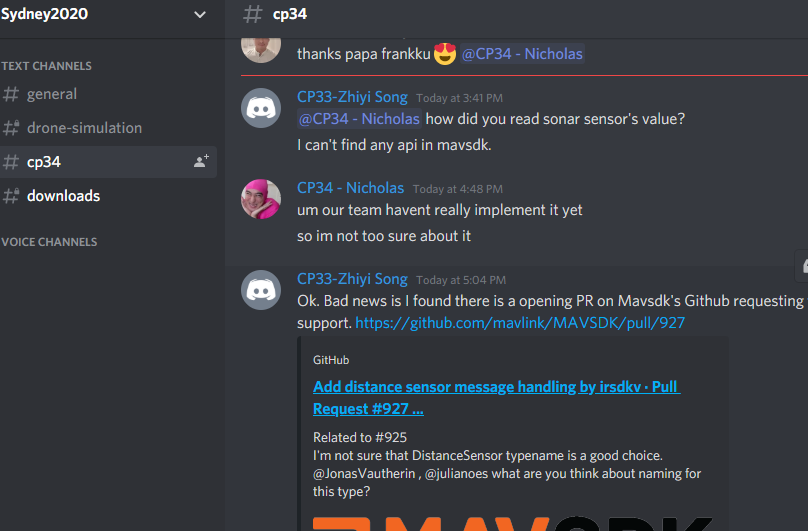 Sydney2020
TEXT CHANNELS
general
drone-simulation
cp34
downloads
VOICE CHANNELS
cp34
thanks papa frankku 😍 @CP34 - Nicholas
CP33-Zhiyi Song Today at 3:41 PM
@CP34 - Nicholas how did you read sonar sensor's value?
I can't find any api in mavsdk.
CP34 - Nicholas Today at 4:48 PM
um our team havent really implement it yet
so im not too sure about it
CP33-Zhiyi Song Today at 5:04 PM
Ok. Bad news is I found there is a opening PR on Mavsdk's Github requesting
support. https://github.com/mavlink/MAVSDK/pull/927
GitHub
Add distance sensor message handling by irsdkv · Pull
Request #927 ...
Related to #925
I'm not sure that DistanceSensor typename is a good choice.
@JonasVautherin , @julianoes what are you think about naming for
this type?
MAVSDK